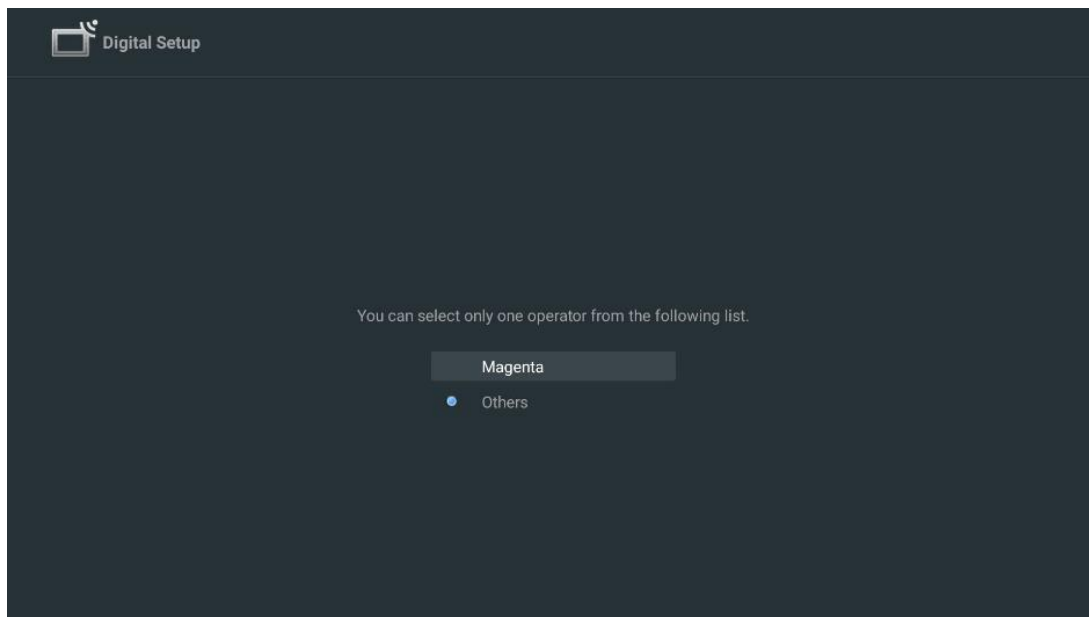 Digital Setup
You can select only one operator from the following list.
Magenta
Others